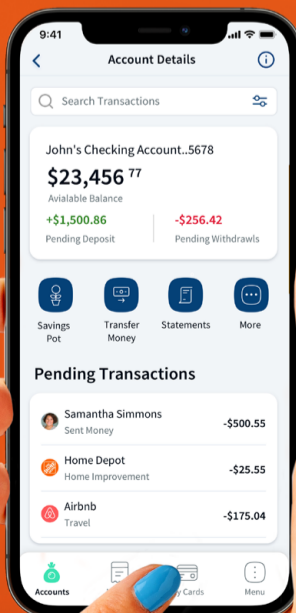 9:41
Account Details
Search Transactions
John's Checking Account..5678
$23,456 77
Avialable Balance
+$1,500.86 -$256.42
Pending Deposit Pending Withdrawls
Savings Transfer Statements More
Pot Money
Pending Transactions
Samantha Simmons
Sent Money -$500.55
Home Depot
Home Improvement -$25.55
Airbnb
Travel -$175.04
Accounts Cards Menu